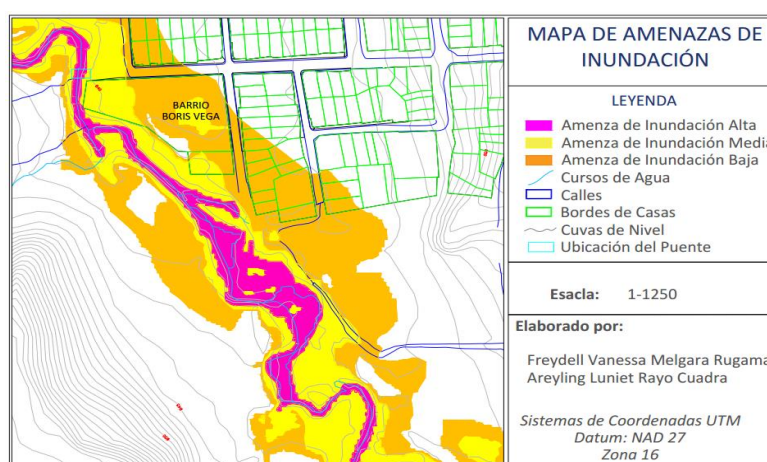 MAPA DE AMENAZAS DE
INUNDACIÓN
LEYENDA
Amenza de Inundación Alta
Amenza de Inundación Media
Amenza de Inundación Baja
Cursos de Agua
Calles
Bordes de Casas
Cuvas de Nivel
Ubicación del Puente
Esacla: 1-1250
Elaborado por:
Freydell Vanessa Melgara Rugama
Areyling Luniet Rayo Cuadra
Sistemas de Coordenadas UTM
Datum: NAD 27
Zona 16
BARRIO
BORIS VEGA